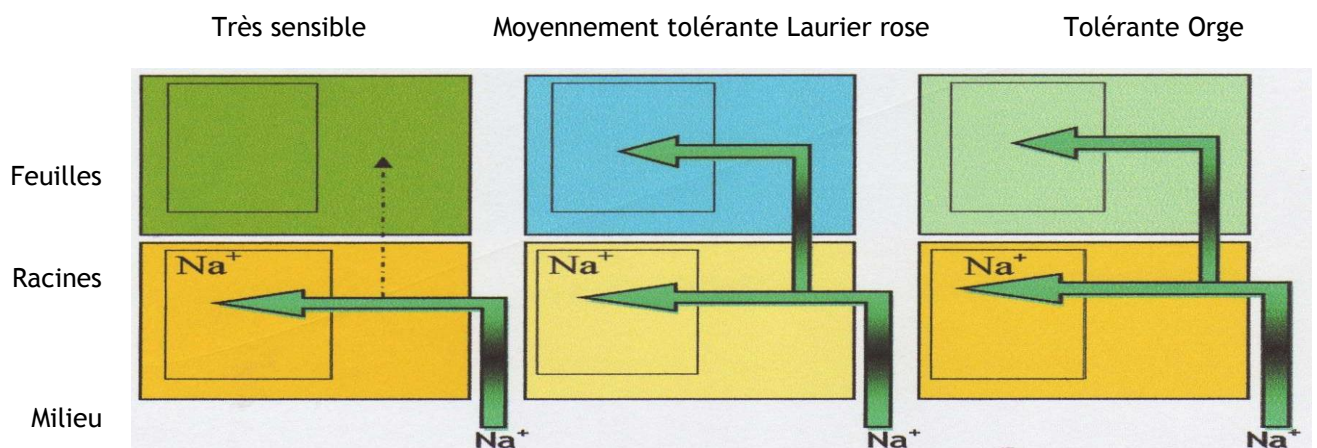 Très sensible Moyennement tolérante Laurier rose Tolérante Orge
Feuilles
Racines Na⁺ Na⁺ Na⁺
Milieu
Na⁺ Na⁺ Na⁺